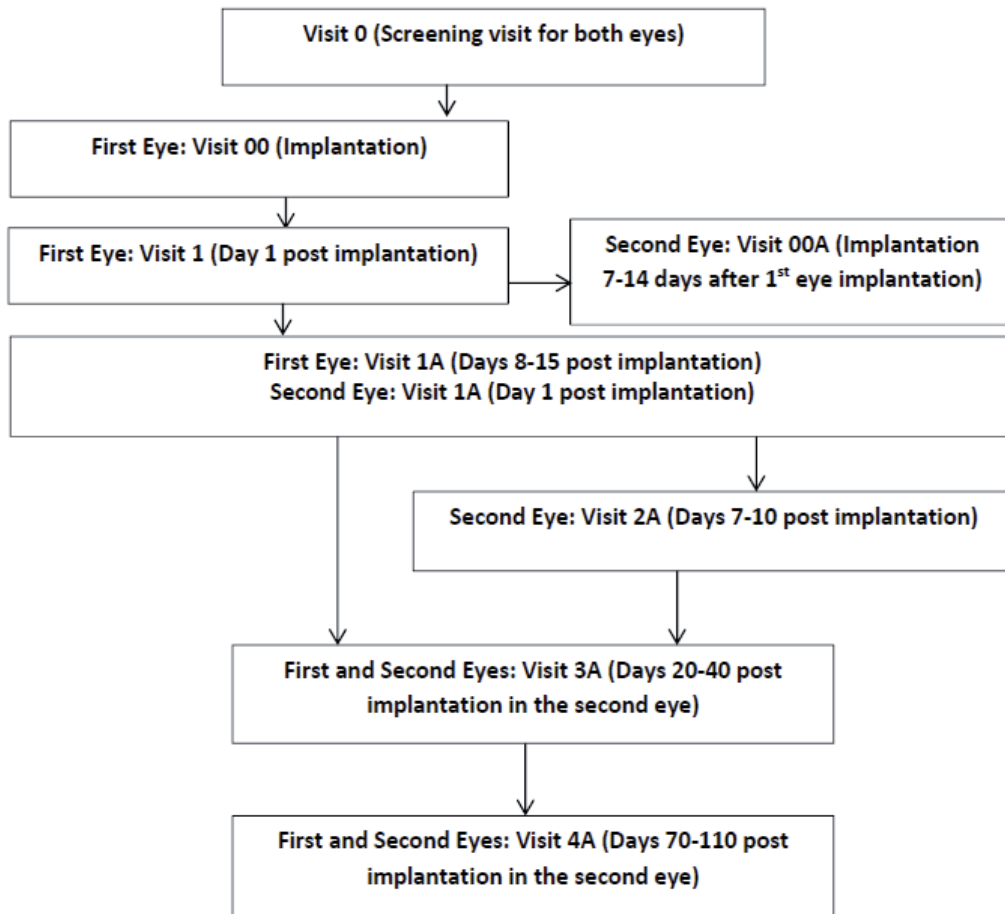 Visit 0 (Screening visit for both eyes)
First Eye: Visit 00 (Implantation)
First Eye: Visit 1 (Day 1 post implantation)
Second Eye: Visit 00A (Implantation
7-14 days after 1st eye implantation)
First Eye: Visit 1A (Days 8-15 post implantation)
Second Eye: Visit 1A (Day 1 post implantation)
Second Eye: Visit 2A (Days 7-10 post implantation)
First and Second Eyes: Visit 3A (Days 20-40 post
implantation in the second eye)
First and Second Eyes: Visit 4A (Days 70-110 post
implantation in the second eye)